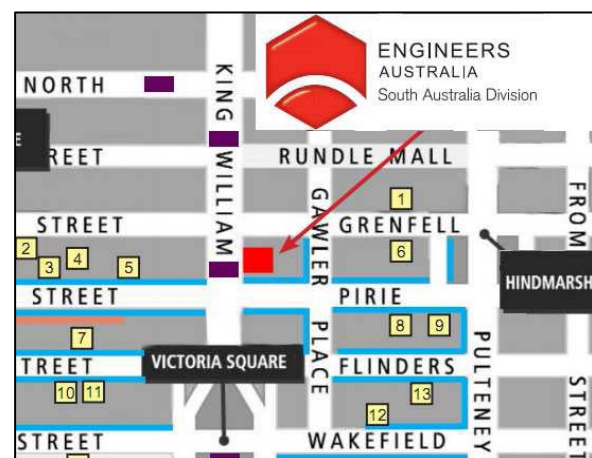 ENGINEERS
AUSTRALIA
South Australia Division
NORTH
KING WILLIAM
E
REET
RUNDLE MALL
GAWLER PLACE
FROM
STREET
1
STREET
GRENFELL
2
3
4
5
6
HINDMARSH
STREET
PIRIE
7
8
9
PULTENEY
TREET
VICTORIA SQUARE
FLINDERS
10
11
12
13
STREET
WAKEFIELD